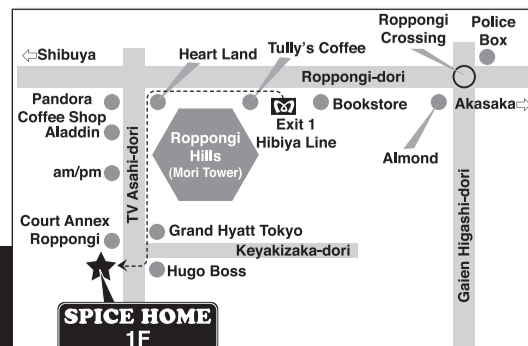 Roppongi
Crossing
Police
Box
⇦Shibuya
Heart Land
Tully's Coffee
Roppongi-dori
Pandora
Coffee Shop
Aladdin
Exit 1
Hibiya Line
Bookstore
Akasaka⇨
Almond
Roppongi
Hills
(Mori Tower)
am/pm
TV Asahi-dori
Gaien Higashi-dori
Court Annex
Roppongi
Grand Hyatt Tokyo
Keyakizaka-dori
Hugo Boss
SPICE HOME
1F